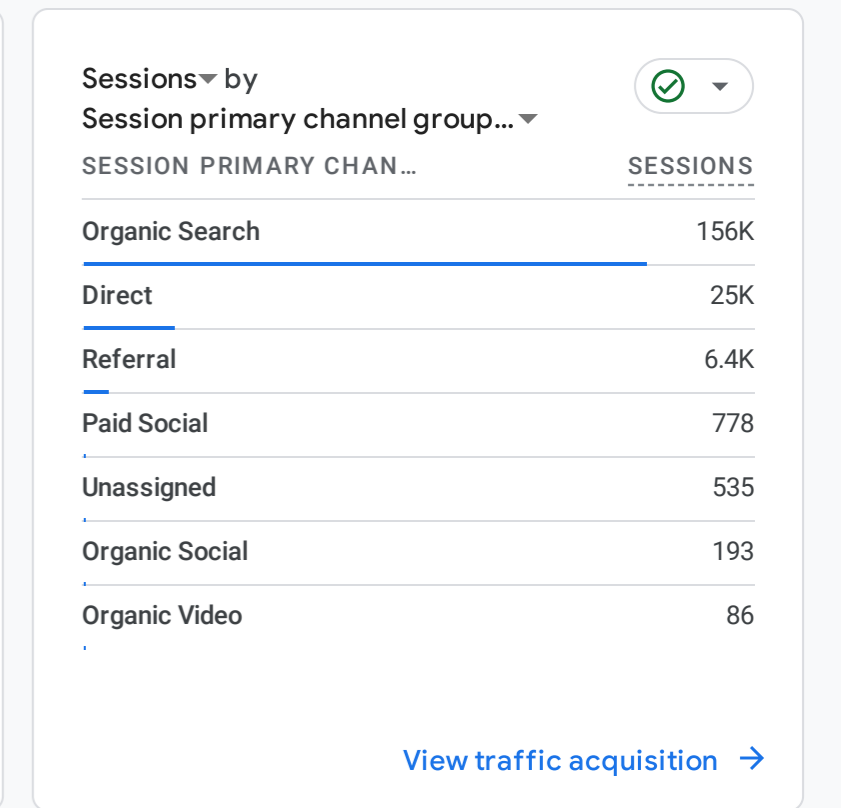 Sessions by
Session primary channel group...
SESSION PRIMARY CHAN... SESSIONS
Organic Search 156K
Direct 25K
Referral 6.4K
Paid Social 778
Unassigned 535
Organic Social 193
Organic Video 86
View traffic acquisition